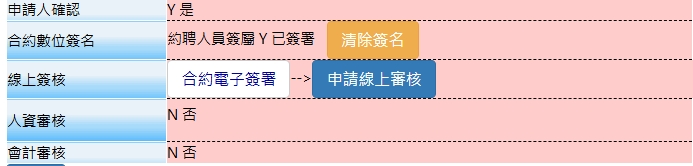 申請人確認 Y 是
合約數位簽名 約聘人員簽屬 Y 已簽署 清除簽名
線上簽核 合約電子簽署 --> 申請線上審核
人資審核 N 否
會計審核 N 否